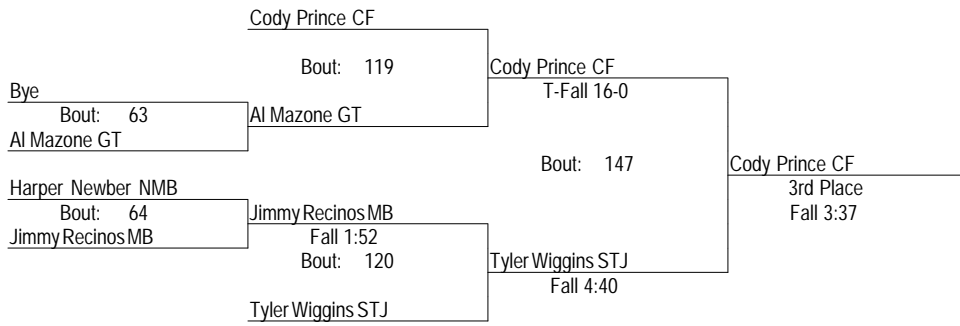 Cody Prince CF
Bout: 119
Cody Prince CF
T-Fall 16-0
Bye
Bout: 63
Al Mazone GT
Al Mazone GT
Bout: 147
Cody Prince CF
3rd Place
Fall 3:37
Harper Newber NMB
Bout: 64
Jimmy Recinos MB
Jimmy Recinos MB
Fall 1:52
Bout: 120
Tyler Wiggins STJ
Fall 4:40
Tyler Wiggins STJ